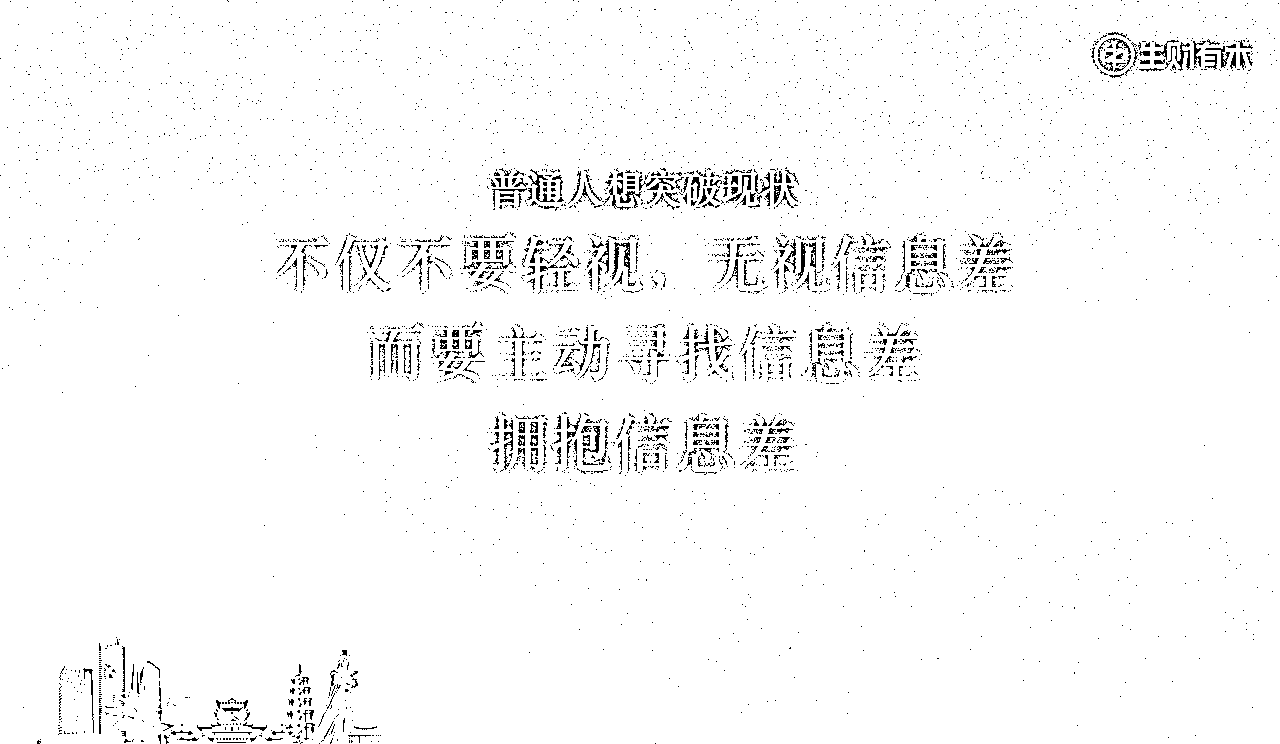 生财有术
普通人想突破现状
不仅不要轻视、无视信息差
而要主动寻找信息差
拥抱信息差